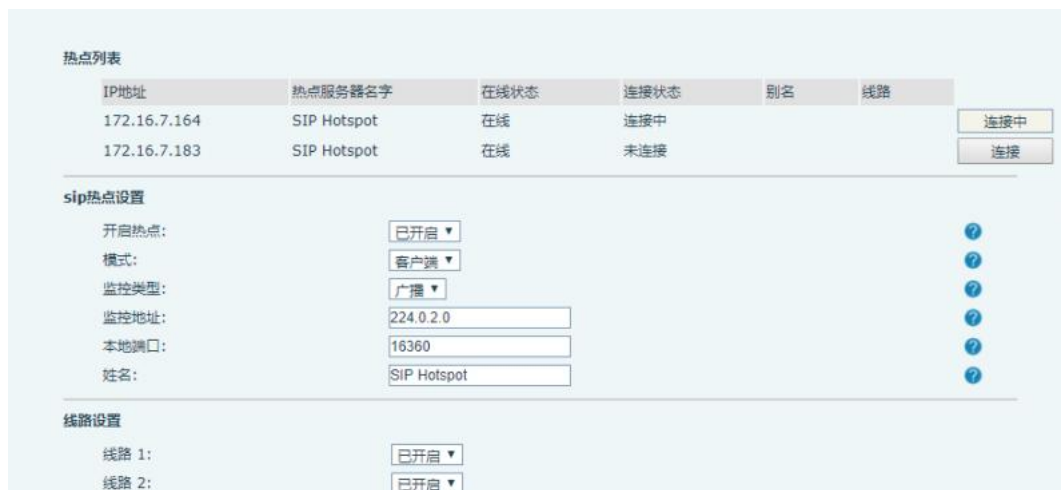 热点列表
IP地址 热点服务器名字 在线状态 连接状态 别名 线路
172.16.7.164 SIP Hotspot 在线 连接中 连接中
172.16.7.183 SIP Hotspot 在线 未连接 连接
sip热点设置
开启热点: 已开启
模式: 客户端
监控类型: 广播
监控地址: 224.0.2.0
本地端口: 16360
姓名: SIP Hotspot
线路设置
线路 1: 已开启
线路 2: 已开启